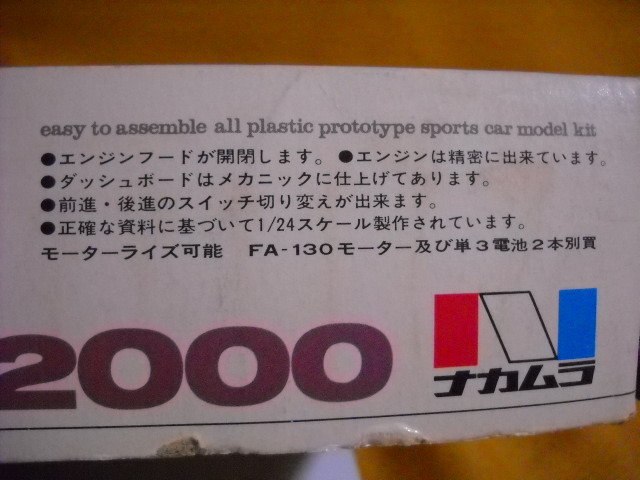 easy to assemble all plastic prototype sports car model kit
●エンジンフードが開閉します。 ●エンジンは精密に出来ています。
●ダッシュボードはメカニックに仕上げてあります。
●前進・後進のスイッチ切り変えが出来ます。
●正確な資料に基づいて1/24スケール製作されています。
モーターライズ可能 FA-130モーター及び単3電池2本別買
2000
ナカムラ